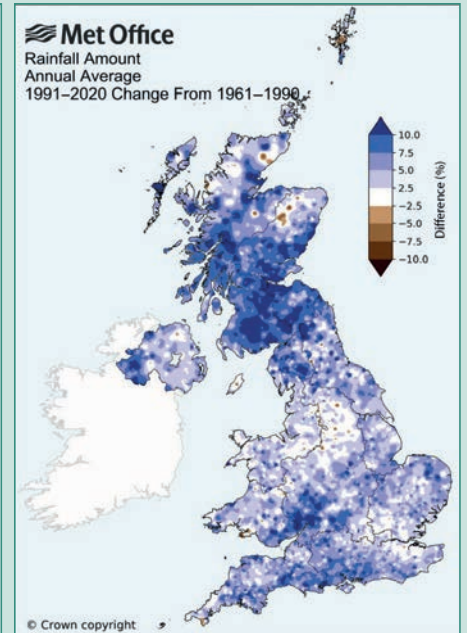 Met Office
Rainfall Amount
Annual Average
1991–2020 Change From 1961–1990
10.0
7.5
5.0
2.5
−2.5
−5.0
−7.5
−10.0
Difference (%)
© Crown copyright